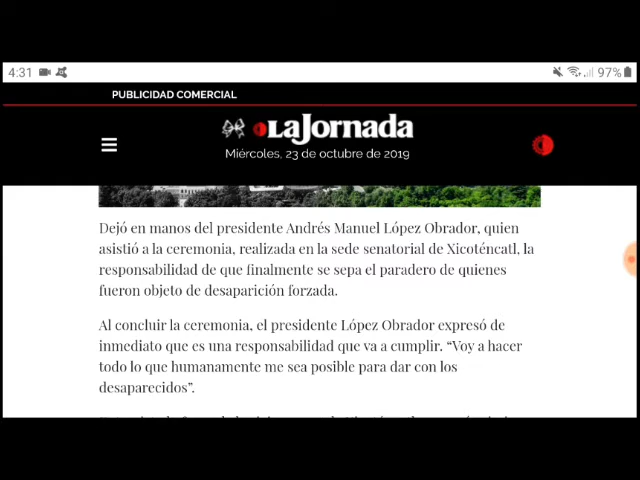 4:31
97%
PUBLICIDAD COMERCIAL
LaJornada
Miércoles, 23 de octubre de 2019
Dejó en manos del presidente Andrés Manuel López Obrador, quien
asistió a la ceremonia, realizada en la sede senatorial de Xicoténcatl, la
responsabilidad de que finalmente se sepa el paradero de quienes
fueron objeto de desaparición forzada.
Al concluir la ceremonia, el presidente López Obrador expresó de
inmediato que es una responsabilidad que va a cumplir. “Voy a hacer
todo lo que humanamente me sea posible para dar con los
desaparecidos”.